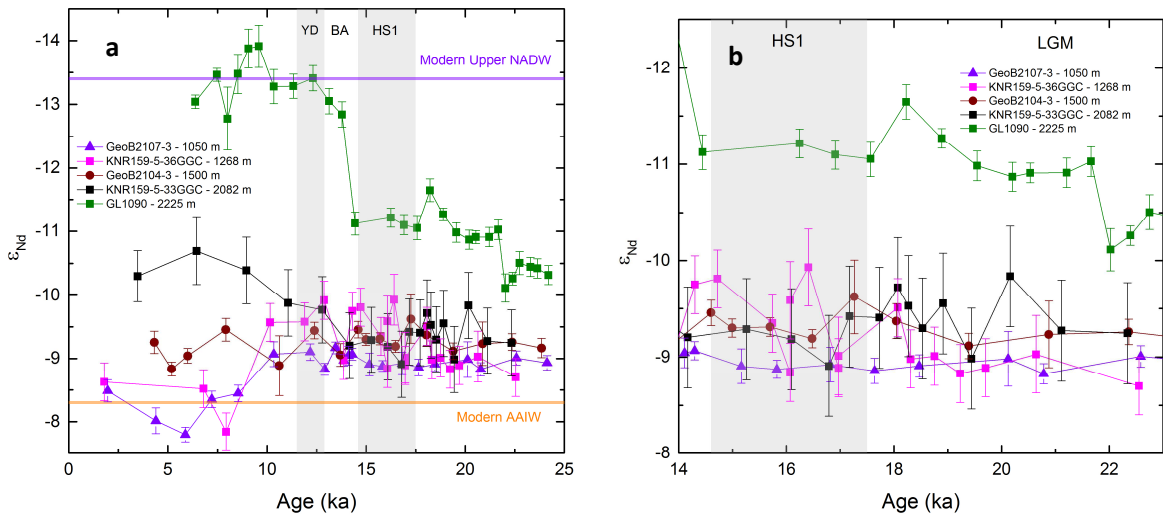 a
YD
BA
HS1
Modern Upper NADW
GeoB2107-3 - 1050 m
KNR159-5-36GGC - 1268 m
GeoB2104-3 - 1500 m
KNR159-5-33GGC - 2082 m
GL1090 - 2225 m
Modern AAIW
εNd
-14
-13
-12
-11
-10
-9
-8
0
5
10
15
20
25
Age (ka)
b
HS1
LGM
GeoB2107-3 - 1050 m
KNR159-5-36GGC - 1268 m
GeoB2104-3 - 1500 m
KNR159-5-33GGC - 2082 m
GL1090 - 2225 m
εNd
-12
-11
-10
-9
-8
14
16
18
20
22
Age (ka)